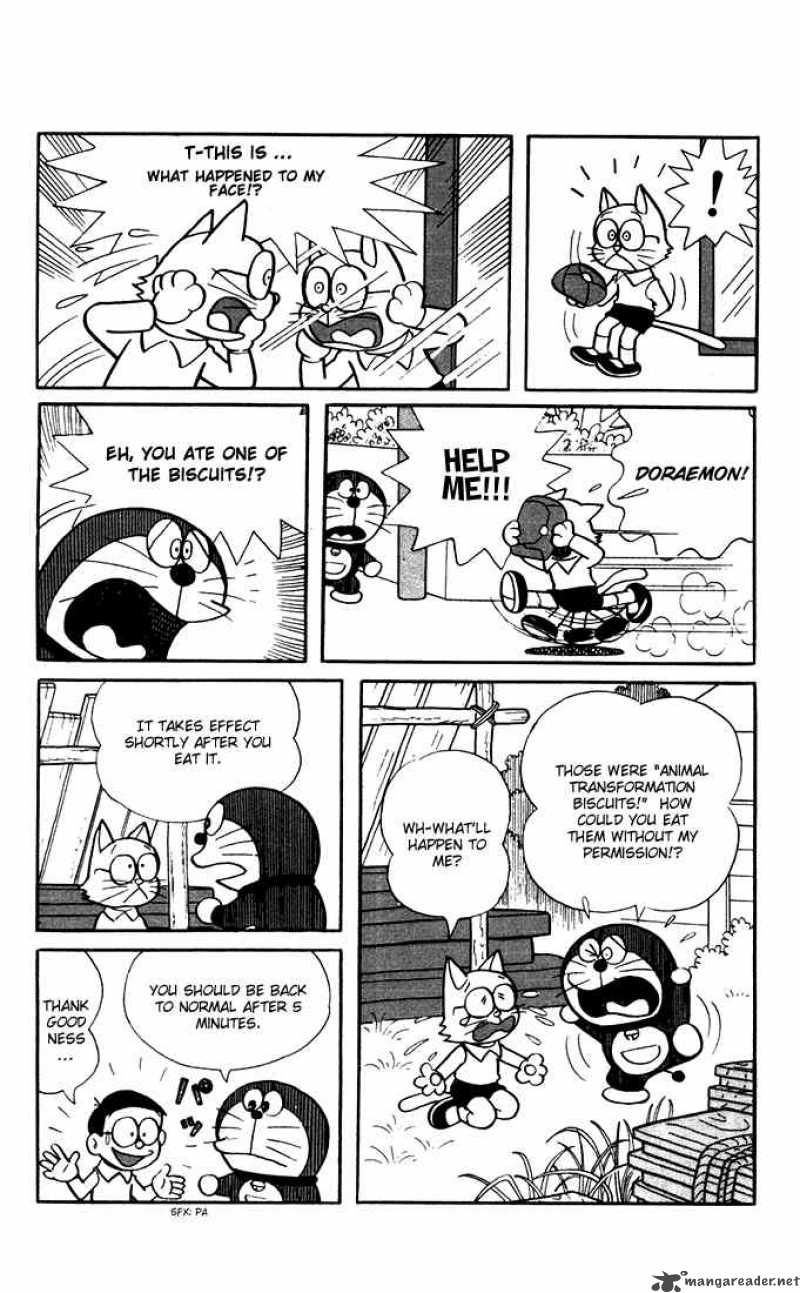 !
T-THIS IS ...
WHAT HAPPENED TO MY
FACE!?
DORAEMON!
HELP
ME!!!
EH, YOU ATE ONE OF
THE BISCUITS!?
THOSE WERE "ANIMAL
TRANSFORMATION
BISCUITS!" HOW
COULD YOU EAT
THEM WITHOUT MY
PERMISSION!?
WH-WHAT'LL
HAPPEN TO
ME?
IT TAKES EFFECT
SHORTLY AFTER YOU
EAT IT.
YOU SHOULD BE BACK
TO NORMAL AFTER 5
MINUTES.
THANK
GOOD
NESS
...
パッ
SFX: PA
mangareader.net